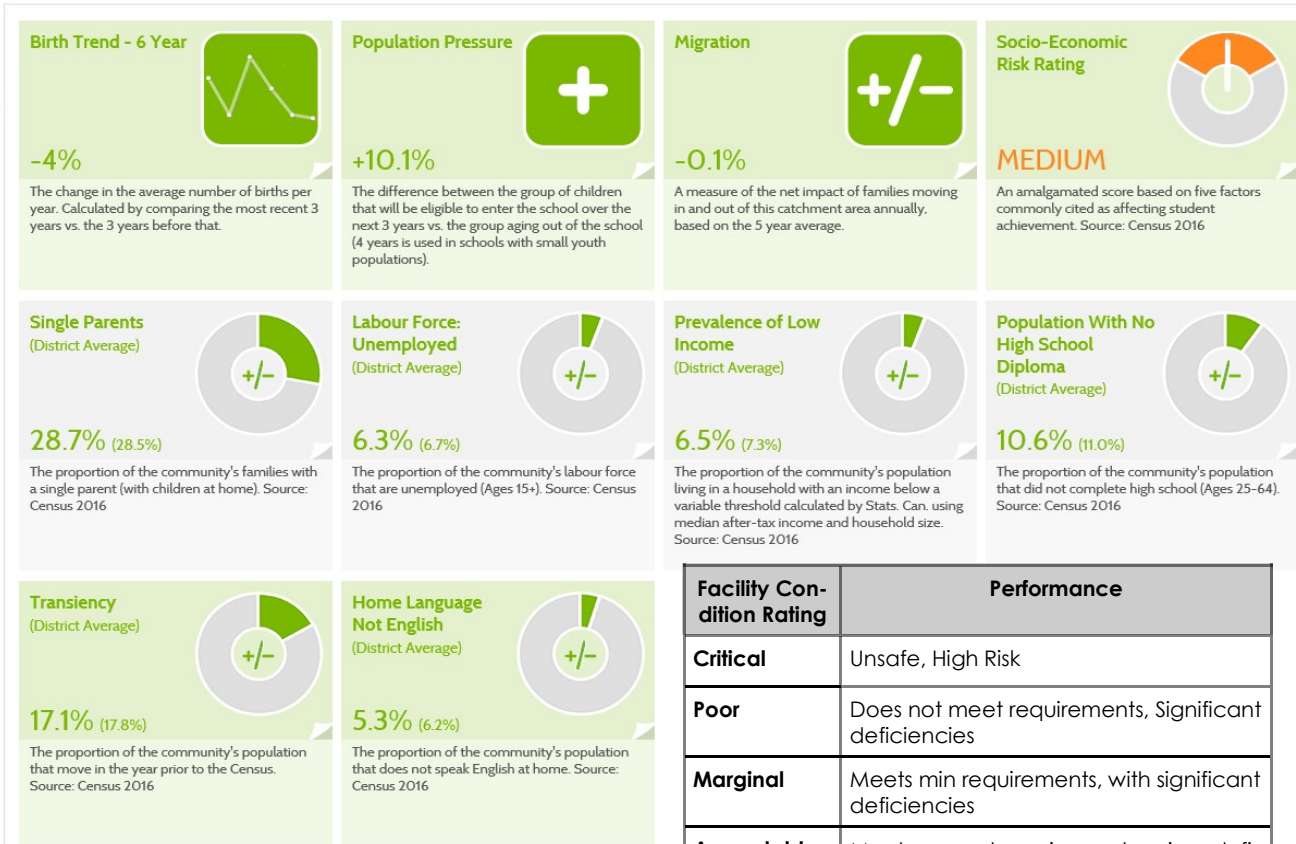 Birth Trend - 6 Year
-4%
The change in the average number of births per
year. Calculated by comparing the most recent 3
years vs. the 3 years before that.
Population Pressure
+
+10.1%
The difference between the group of children
that will be eligible to enter the school over the
next 3 years vs. the group aging out of the school
(4 years is used in schools with small youth
populations).
Migration
+/-
-0.1%
A measure of the net impact of families moving
in and out of this catchment area annually,
based on the 5 year average.
Socio-Economic
Risk Rating
MEDIUM
An amalgamated score based on five factors
commonly cited as affecting student
achievement. Source: Census 2016
Single Parents
(District Average)
+/-
28.7% (28.5%)
The proportion of the community's families with
a single parent (with children at home). Source:
Census 2016
Labour Force:
Unemployed
(District Average)
+/-
6.3% (6.7%)
The proportion of the community's labour force
that are unemployed (Ages 15+). Source: Census
2016
Prevalence of Low
Income
(District Average)
+/-
6.5% (7.3%)
The proportion of the community's population
living in a household with an income below a
variable threshold calculated by Stats. Can. using
median after-tax income and household size.
Source: Census 2016
Population With No
High School
Diploma
(District Average)
+/-
10.6% (11.0%)
The proportion of the community's population
that did not complete high school (Ages 25-64).
Source: Census 2016
Transiency
(District Average)
+/-
17.1% (17.8%)
The proportion of the community's population
that move in the year prior to the Census.
Source: Census 2016
Home Language
Not English
(District Average)
+/-
5.3% (6.2%)
The proportion of the community's population
that does not speak English at home. Source:
Census 2016
Facility Con-
dition Rating
Performance
Critical
Unsafe, High Risk
Poor
Does not meet requirements, Significant
deficiencies
Marginal
Meets min requirements, with significant
deficiencies